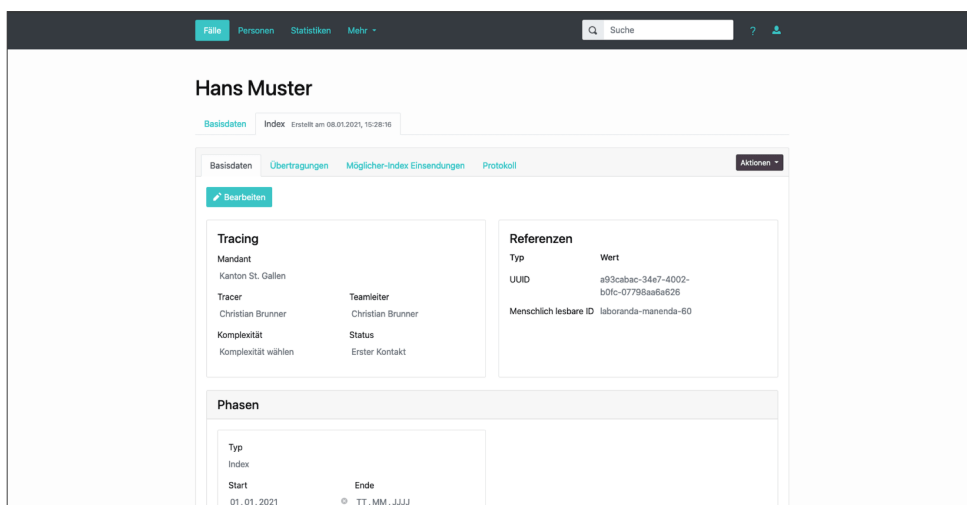 Fälle Personen Statistiken Mehr Suche ?
Hans Muster
Basisdaten Index Erstellt am 08.01.2021, 15:28:16
Basisdaten Übertragungen Möglicher-Index Einsendungen Protokoll Aktionen
Bearbeiten
Tracing
Mandant
Kanton St. Gallen
Tracer Teamleiter
Christian Brunner Christian Brunner
Komplexität Status
Komplexität wählen Erster Kontakt
Referenzen
Typ Wert
UUID a93cabac-34e7-4002-
b0fc-07798aa6a626
Menschlich lesbare ID laboranda-manenda-60
Phasen
Typ
Index
Start Ende
01.01.2021 TT.MM.JJJJ